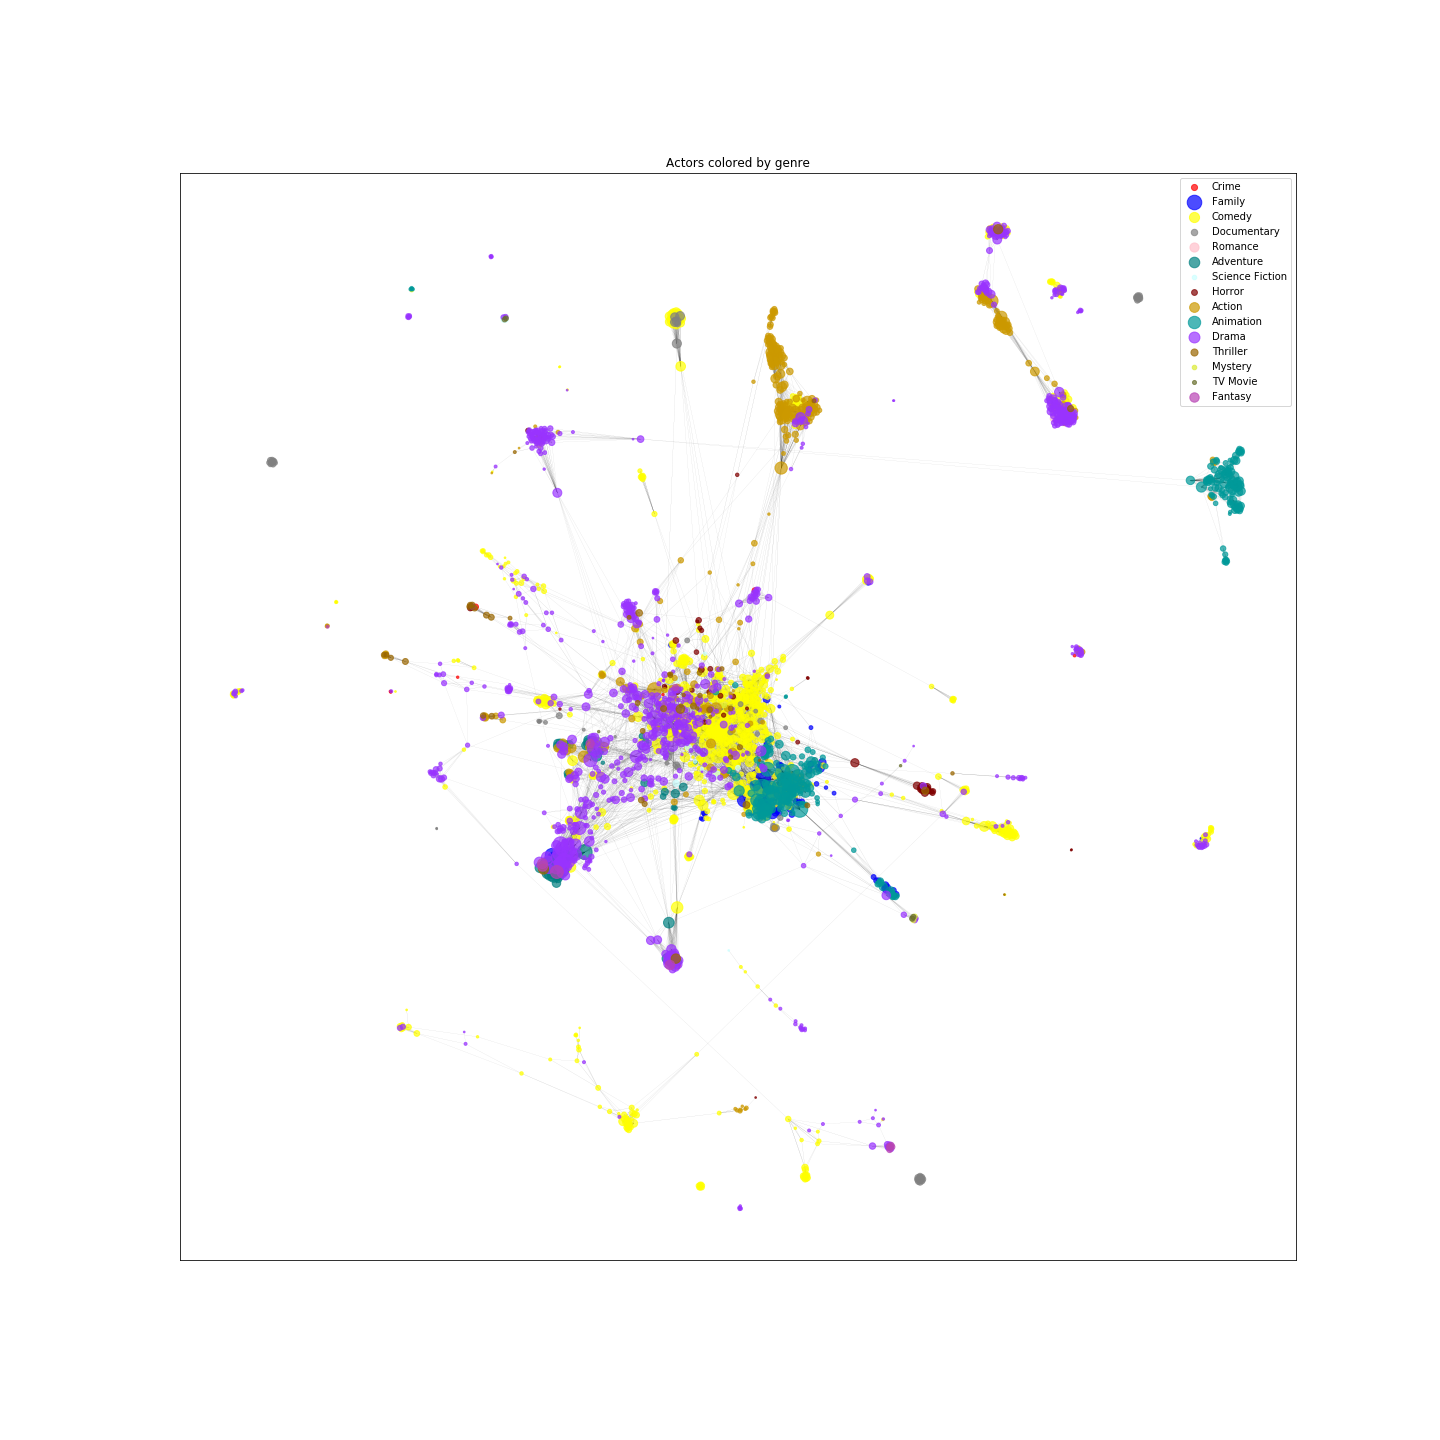 Actors colored by genre
Crime
Family
Comedy
Documentary
Romance
Adventure
Science Fiction
Horror
Action
Animation
Drama
Thriller
Mystery
TV Movie
Fantasy